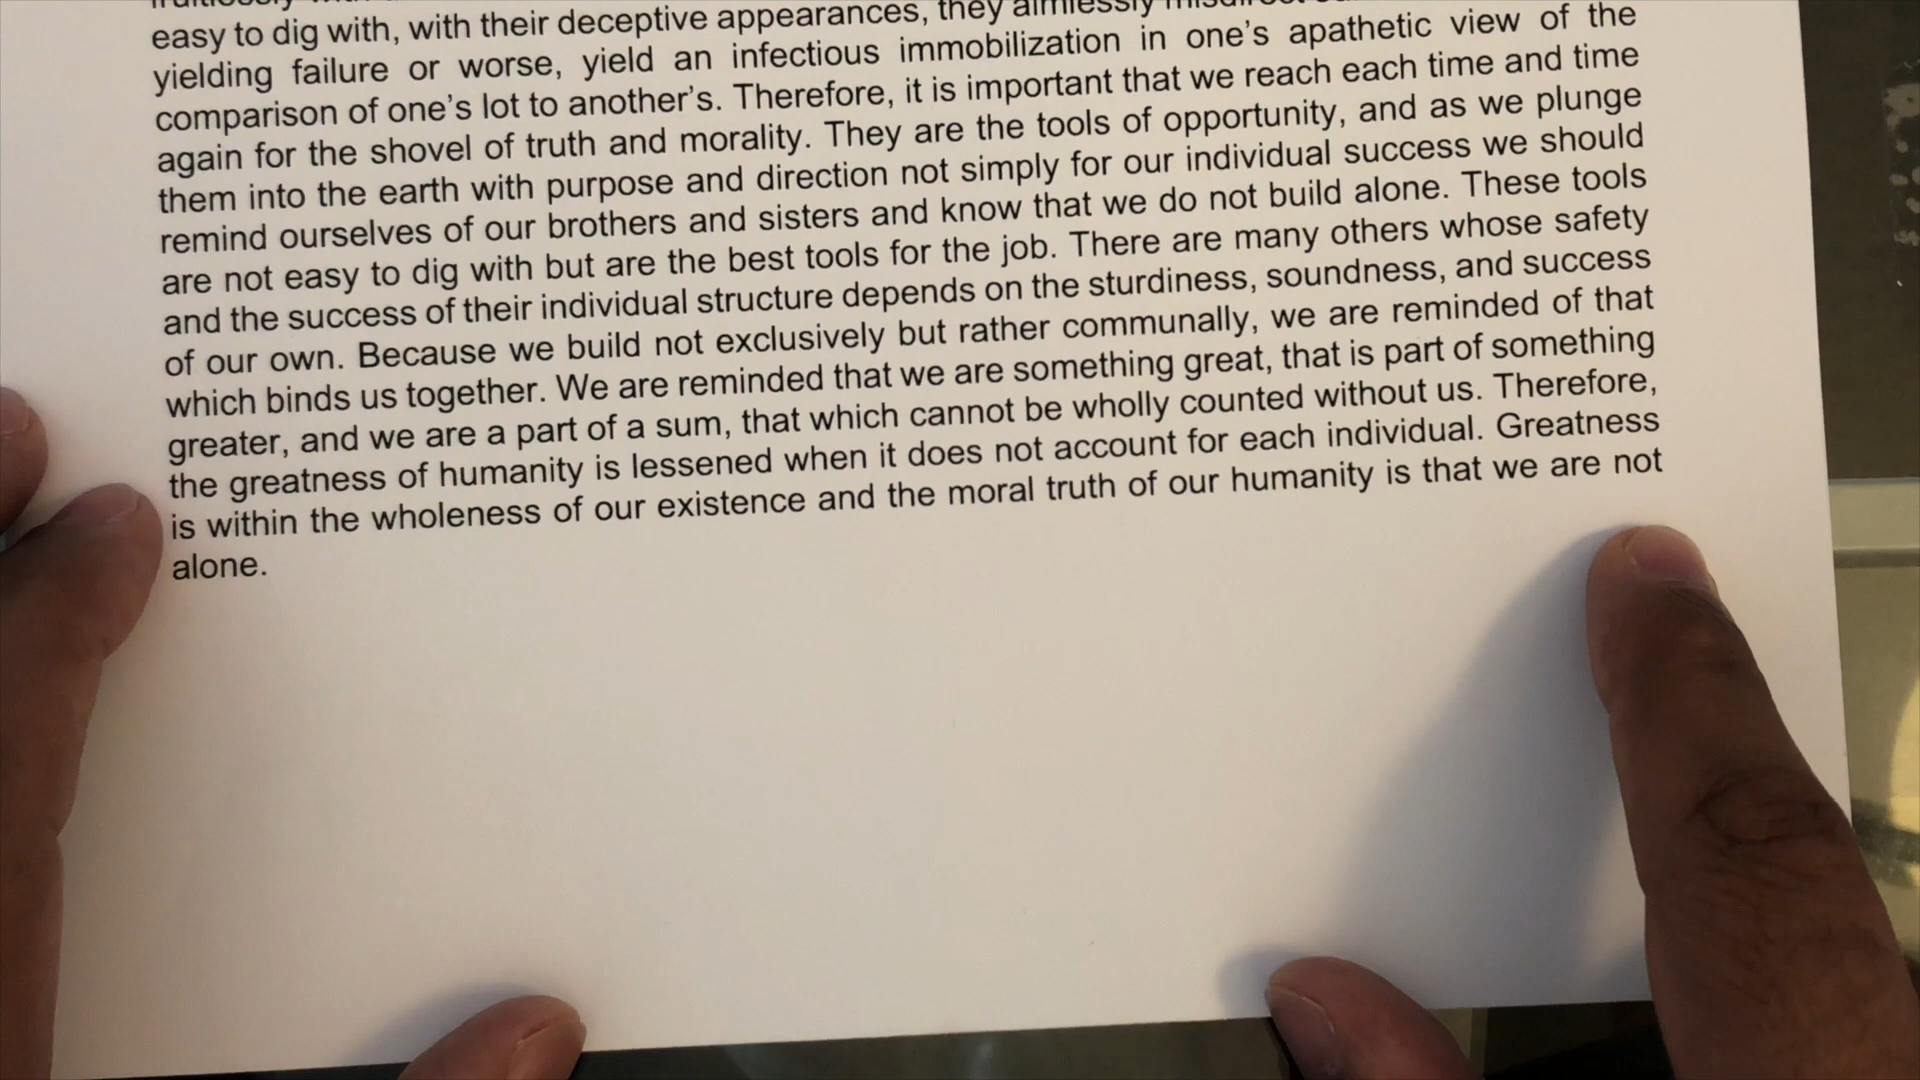 easy to dig with, with their deceptive appearances, they aimlessly
yielding failure or worse, yield an infectious immobilization in one's apathetic view of the
comparison of one's lot to another's. Therefore, it is important that we reach each time and time
again for the shovel of truth and morality. They are the tools of opportunity, and as we plunge
them into the earth with purpose and direction not simply for our individual success we should
remind ourselves of our brothers and sisters and know that we do not build alone. These tools
are not easy to dig with but are the best tools for the job. There are many others whose safety
and the success of their individual structure depends on the sturdiness, soundness, and success
of our own. Because we build not exclusively but rather communally, we are reminded of that
which binds us together. We are reminded that we are something great, that is part of something
greater, and we are a part of a sum, that which cannot be wholly counted without us. Therefore,
the greatness of humanity is lessened when it does not account for each individual. Greatness
is within the wholeness of our existence and the moral truth of our humanity is that we are not
alone.